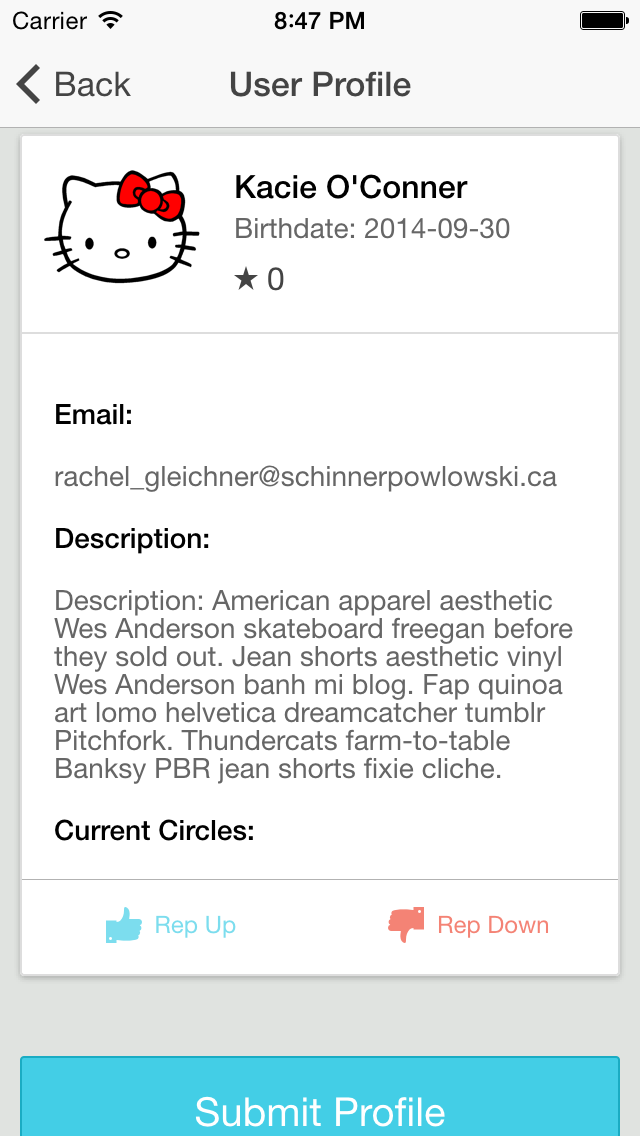 Carrier 8:47 PM
Back User Profile
Kacie O'Conner
Birthdate: 2014-09-30
★ 0
Email:
rachel_gleichner@schinnerpowlowski.ca
Description:
Description: American apparel aesthetic
Wes Anderson skateboard freegan before
they sold out. Jean shorts aesthetic vinyl
Wes Anderson banh mi blog. Fap quinoa
art lomo helvetica dreamcatcher tumblr
Pitchfork. Thundercats farm-to-table
Banksy PBR jean shorts fixie cliche.
Current Circles:
Rep Up Rep Down
Submit Profile